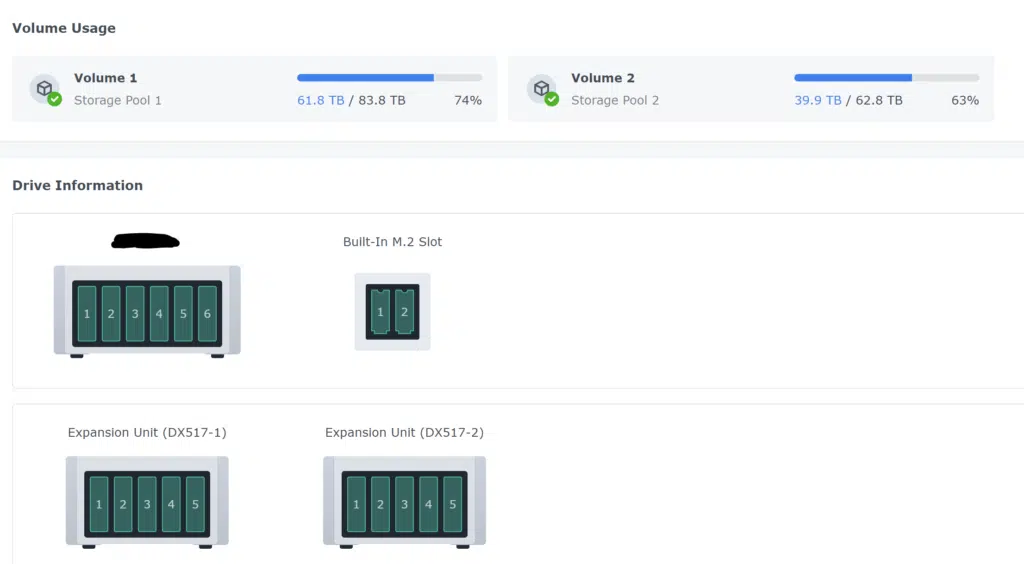 Volume Usage
Volume 1
Storage Pool 1
61.8 TB / 83.8 TB 74%
Volume 2
Storage Pool 2
39.9 TB / 62.8 TB 63%
Drive Information
Built-In M.2 Slot
1 2 3 4 5 6
1 2
Expansion Unit (DX517-1)
Expansion Unit (DX517-2)
1 2 3 4 5
1 2 3 4 5